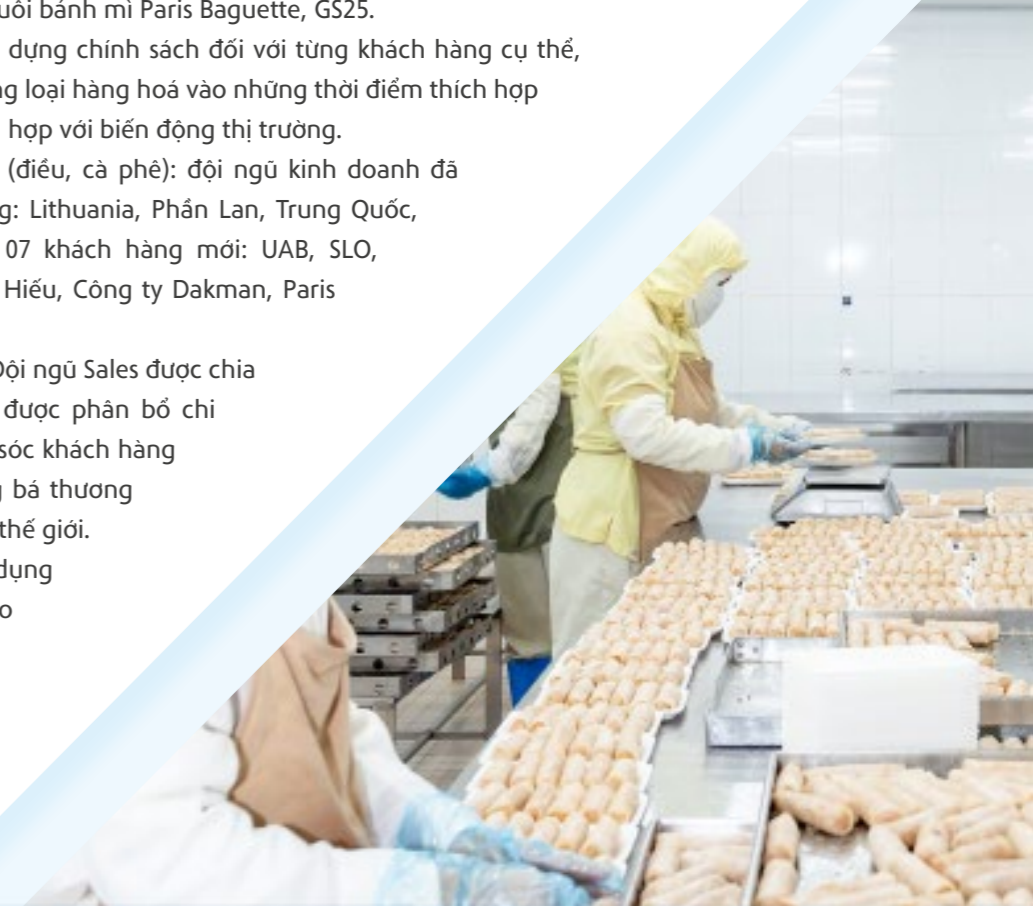 bánh mì Paris Baguette, GS25.
dựng chính sách đối với từng khách hàng cụ thể,
loại hàng hoá vào những thời điểm thích hợp
hợp với biến động thị trường.
(điều, cà phê): đội ngũ kinh doanh đã
Lithuania, Phần Lan, Trung Quốc,
07 khách hàng mới: UAB, SLO,
Hiếu, Công ty Dakman, Paris
Đội ngũ Sales được chia
được phân bổ chi
sóc khách hàng
bá thương
thế giới.
dụng